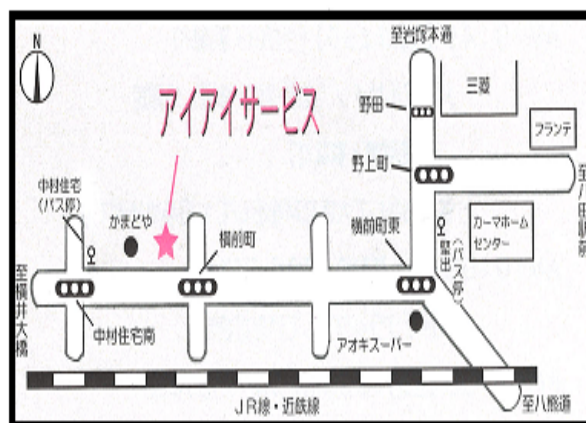 至岩塚本通
N
三菱
野田
アイアイサービス
フランテ
野上町
中村住宅
(バス停)
かまどや
横前町
横前町東
カーマホーム
センター
(バス停)
至横井大橋
中村住宅南
アオキスーパー
JR線・近鉄線
至八熊通